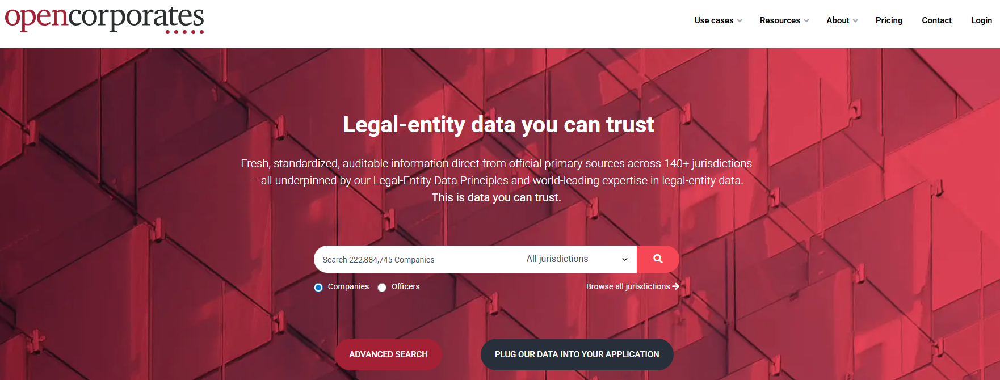 opencorporates
Use cases
Resources
About
Pricing
Contact
Login
Legal-entity data you can trust
Fresh, standardized, auditable information direct from official primary sources across 140+ jurisdictions
— all underpinned by our Legal-Entity Data Principles and world-leading expertise in legal-entity data.
This is data you can trust.
Search 222,884,745 Companies
All jurisdictions
Companies
Officers
Browse all jurisdictions
ADVANCED SEARCH
PLUG OUR DATA INTO YOUR APPLICATION